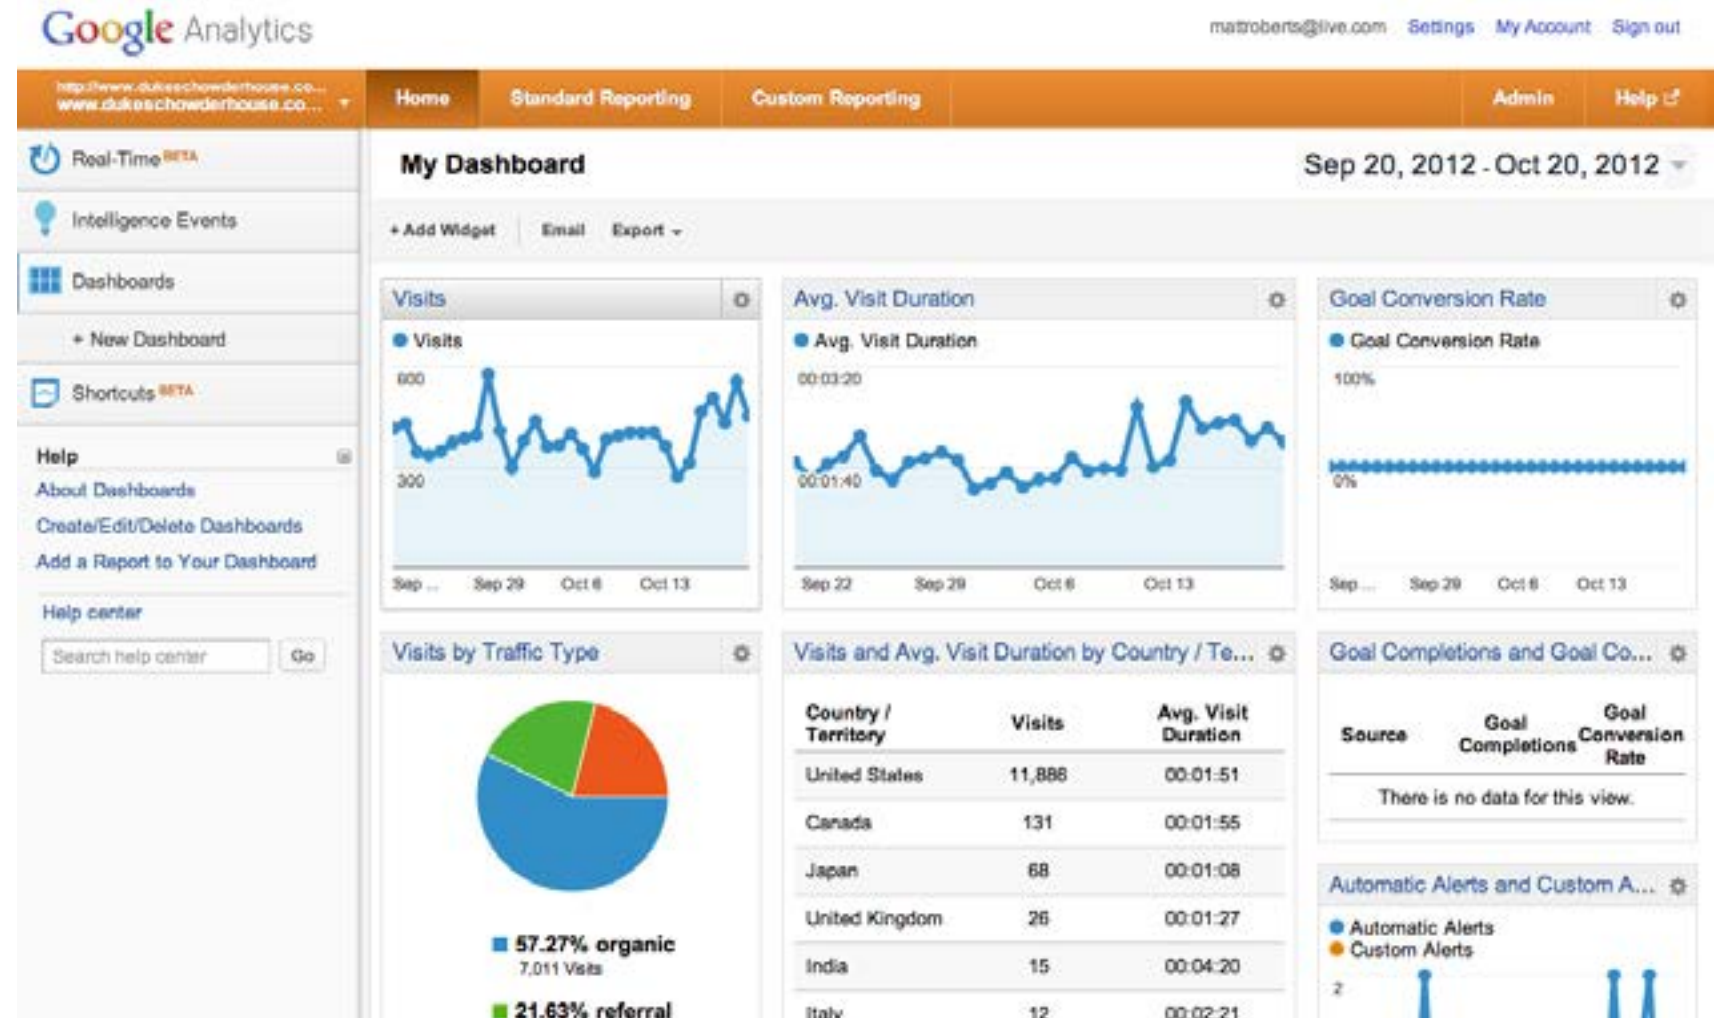 Google Analytics
mattroberts@live.com Settings My Account Sign out
http://www.dukeschowderhouse.co...
www.dukeschowderhouse.co...
Home Standard Reporting Custom Reporting Admin Help
Real-Time BETA
Intelligence Events
Dashboards
+ New Dashboard
Shortcuts BETA
Help
About Dashboards
Create/Edit/Delete Dashboards
Add a Report to Your Dashboard
Help center
Search help center Go
My Dashboard
Sep 20, 2012 - Oct 20, 2012
+ Add Widget Email Export
Visits
Visits
600
300
Sep ... Sep 29 Oct 6 Oct 13
Avg. Visit Duration
Avg. Visit Duration
00:03:20
00:01:40
Sep 22 Sep 29 Oct 6 Oct 13
Goal Conversion Rate
Goal Conversion Rate
100%
0%
Sep ... Sep 29 Oct 6 Oct 13
Visits by Traffic Type
57.27% organic
7,011 Visits
21.63% referral
Visits and Avg. Visit Duration by Country / Te...
Country / Territory Visits Avg. Visit Duration
United States 11,886 00:01:51
Canada 131 00:01:55
Japan 68 00:01:08
United Kingdom 26 00:01:27
India 15 00:04:20
Italy 12 00:02:21
Goal Completions and Goal Co...
Source Goal Completions Goal Conversion Rate
There is no data for this view.
Automatic Alerts and Custom A...
Automatic Alerts
Custom Alerts
2